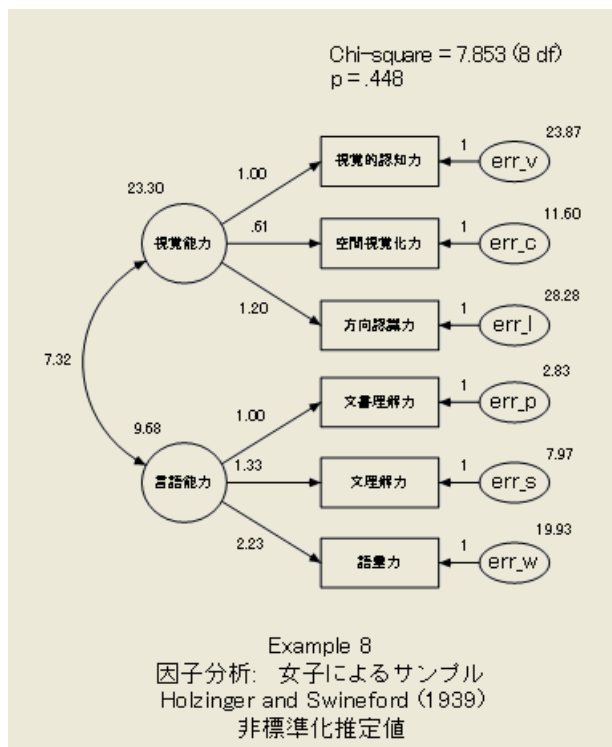 Chi-square = 7.853 (8 df)
p = .448
23.87
1.00
視覚的認知力
1
err_v
23.30
11.60
視覚能力
.61
空間視覚化力
1
err_c
28.28
1.20
方向認識力
1
err_l
7.32
2.83
9.68
1.00
文書理解力
1
err_p
7.97
言語能力
1.33
文理解力
1
err_s
19.93
2.23
語彙力
1
err_w
Example 8
因子分析: 女子によるサンプル
Holzinger and Swineford (1939)
非標準化推定値